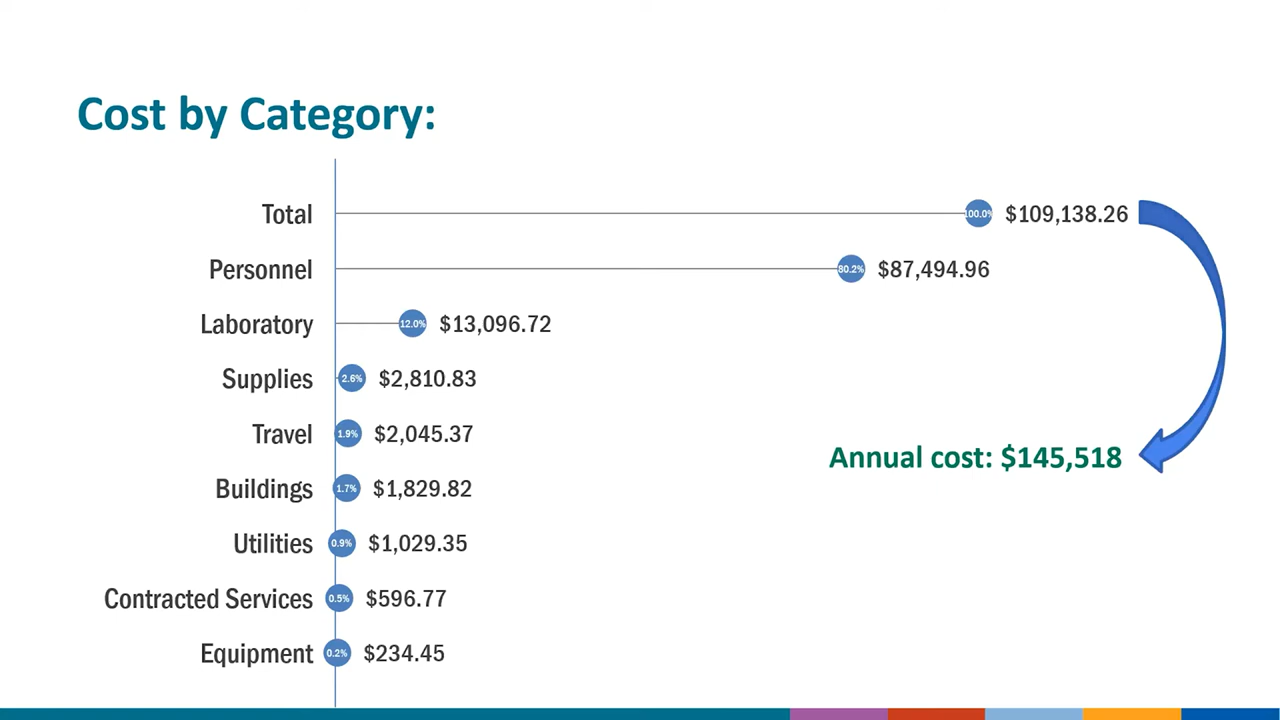 Cost by Category:
Total 100.0% $109,138.26
Personnel 80.2% $87,494.96
Laboratory 12.0% $13,096.72
Supplies 2.6% $2,810.83
Travel 1.9% $2,045.37
Annual cost: $145,518
Buildings 1.7% $1,829.82
Utilities 0.9% $1,029.35
Contracted Services 0.5% $596.77
Equipment 0.2% $234.45